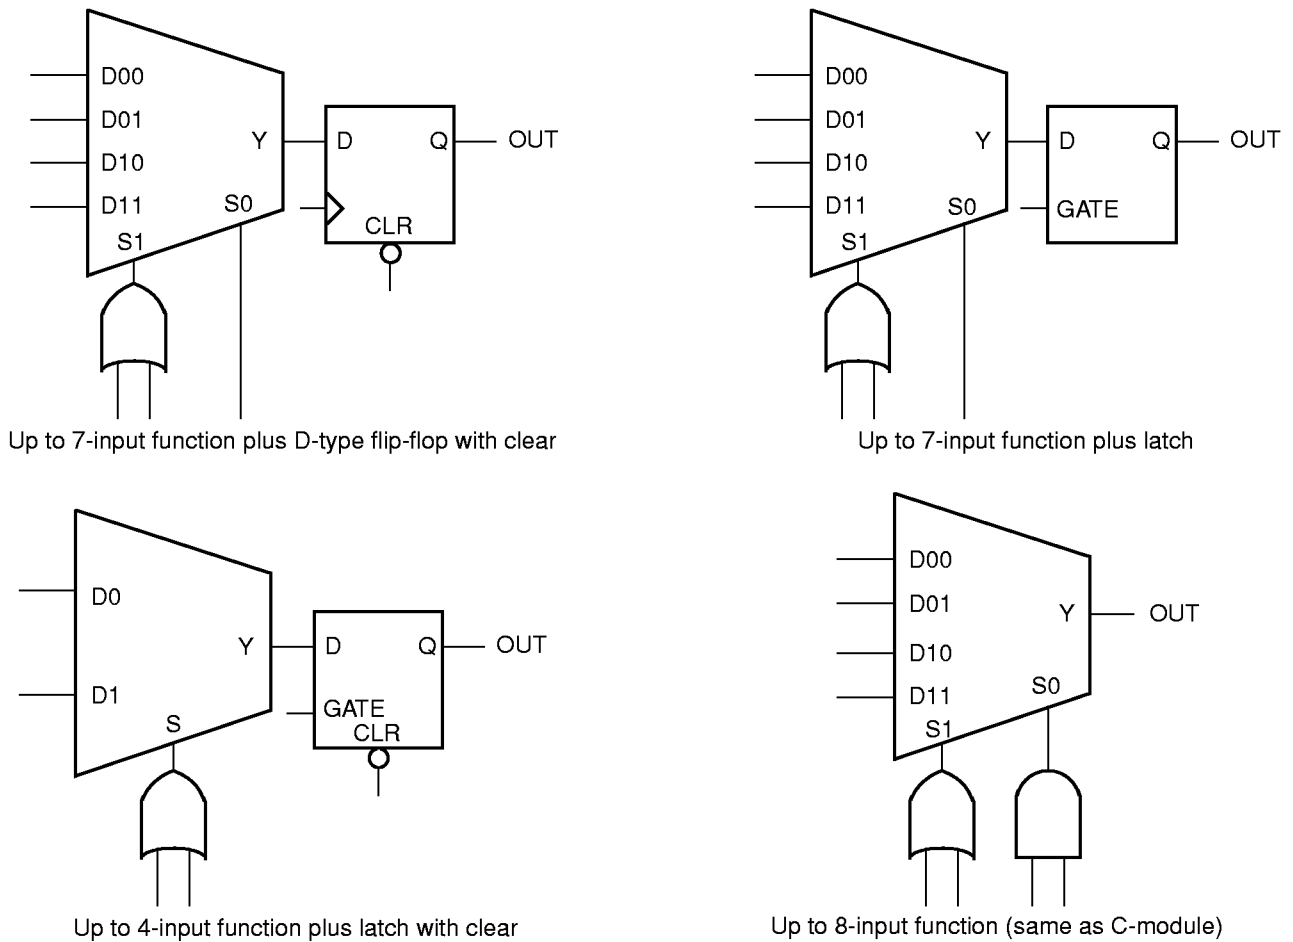 D00
D01
D10
D11
S1
S0
Y
D
Q
CLR
OUT
Up to 7-input function plus D-type flip-flop with clear
D00
D01
D10
D11
S1
S0
Y
D
Q
GATE
OUT
Up to 7-input function plus latch
D0
D1
S
Y
D
Q
GATE
CLR
OUT
Up to 4-input function plus latch with clear
D00
D01
D10
D11
S1
S0
Y
OUT
Up to 8-input function (same as C-module)